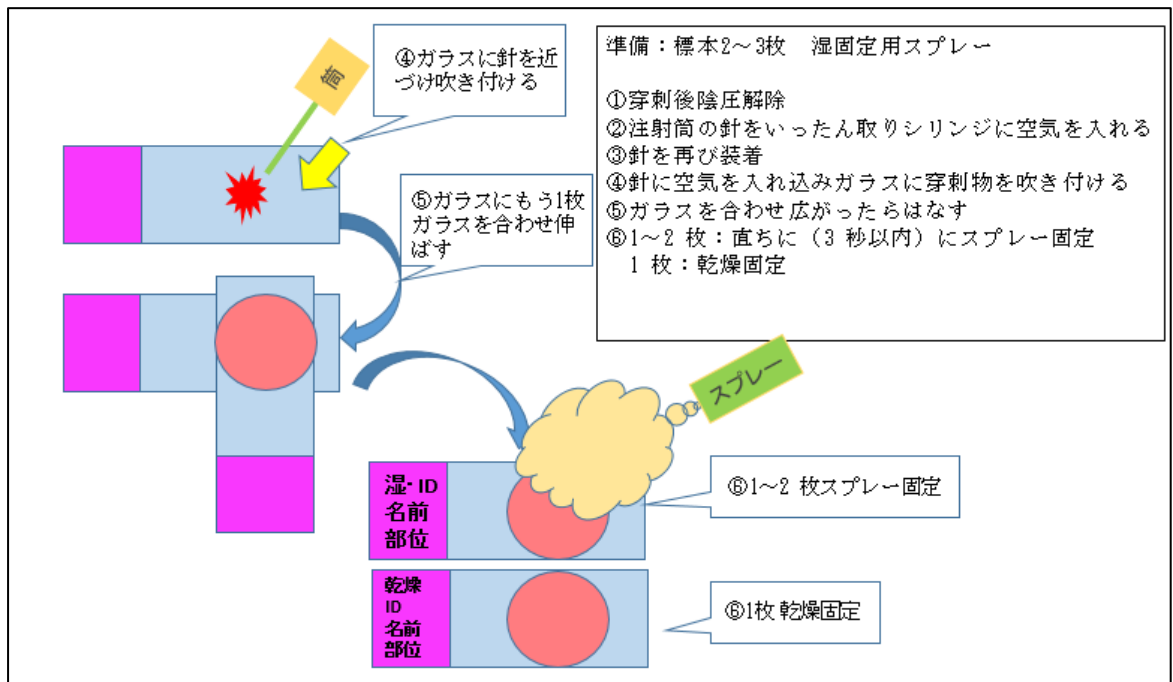 筒
④ガラスに針を近
づけ吹き付ける
準備：標本2～3枚　湿固定用スプレー
①穿刺後陰圧解除
②注射筒の針をいったん取りシリンジに空気を入れる
③針を再び装着
④針に空気を入れ込みガラスに穿刺物を吹き付ける
⑤ガラスを合わせ広がったらはなす
⑥1～2 枚：直ちに（3 秒以内）にスプレー固定
1 枚：乾燥固定
⑤ガラスにもう1枚
ガラスを合わせ伸
ばす
スプレー
湿・ID
名前
部位
⑥1～2 枚スプレー固定
乾燥
ID
名前
部位
⑥1枚 乾燥固定